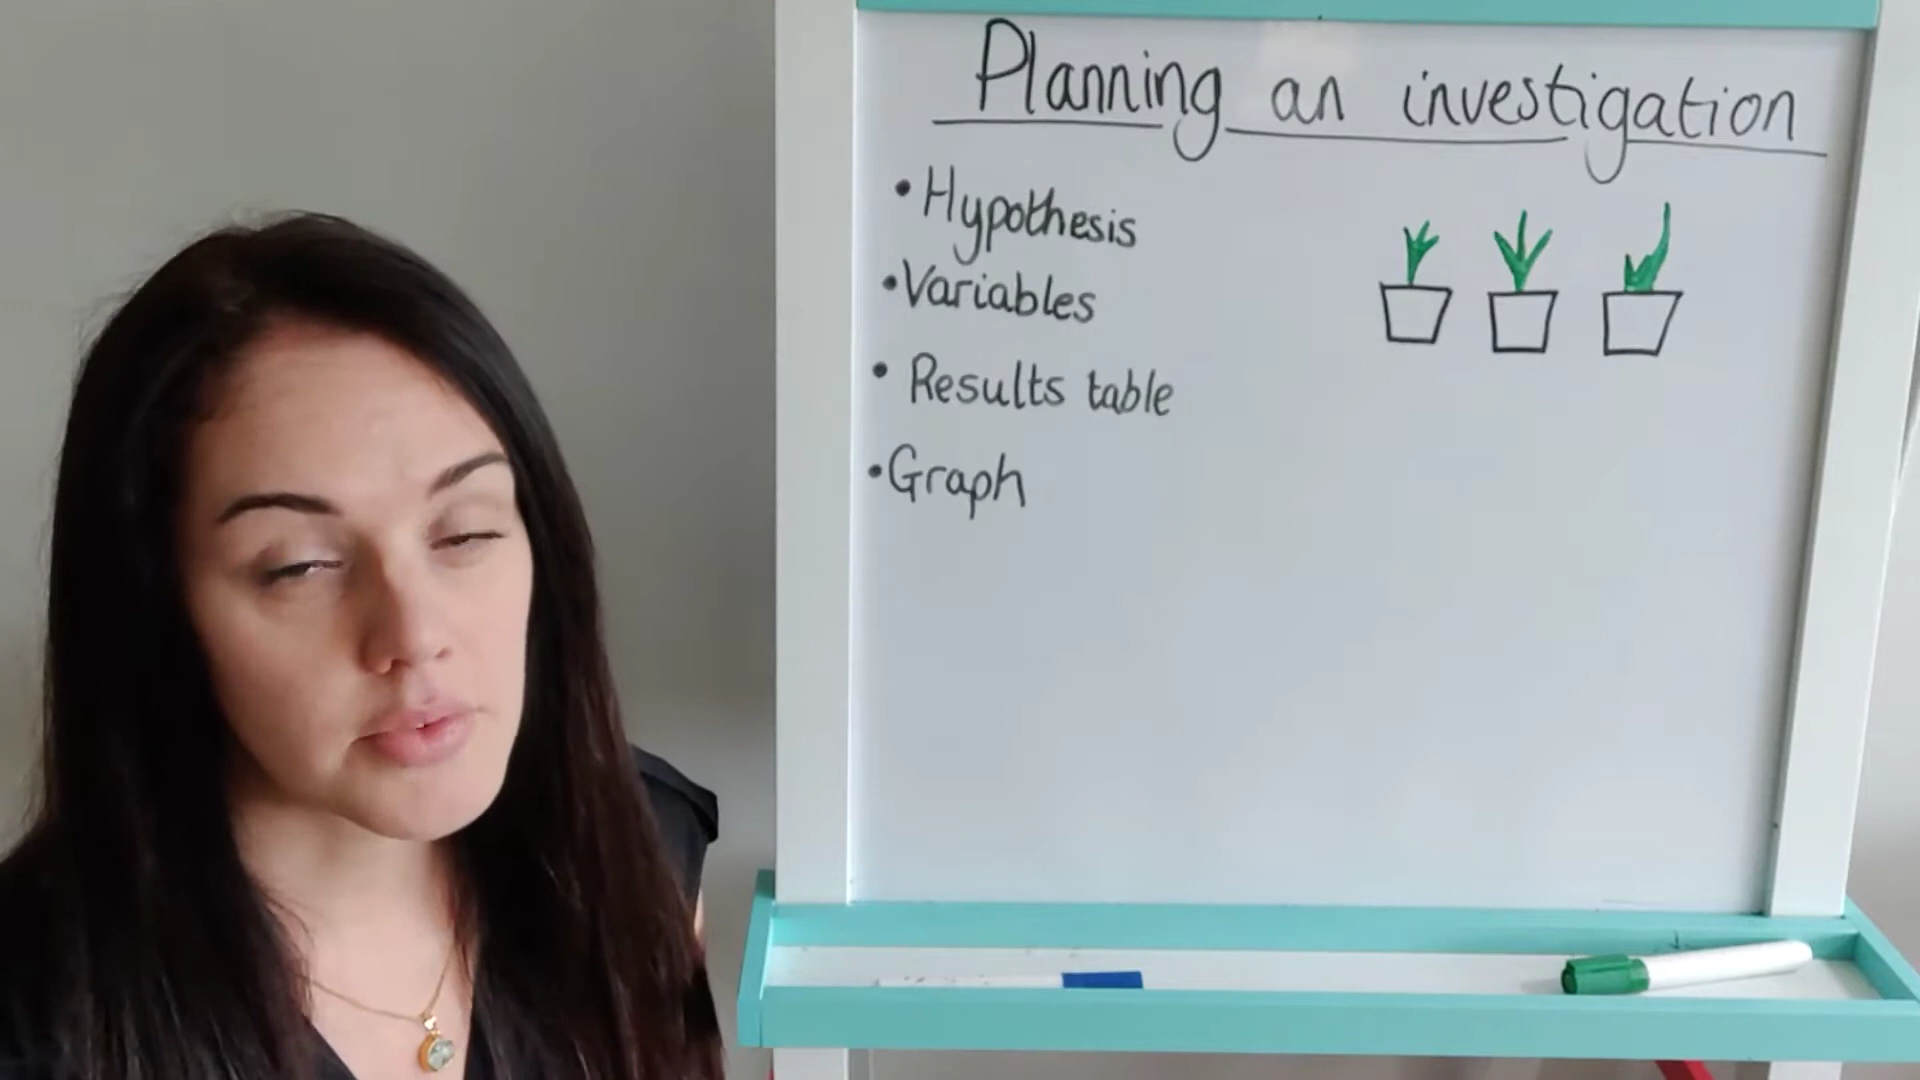 Planning an investigation
• Hypothesis
• Variables
• Results table
• Graph